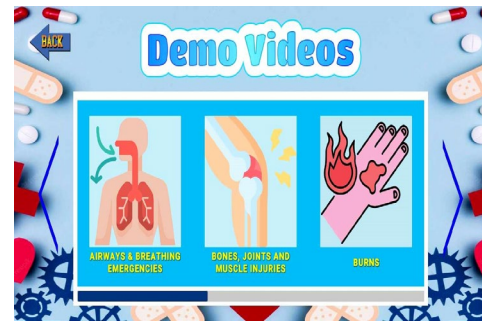 BACK
Demo Videos
AIRWAYS & BREATHING
EMERGENCIES
BONES, JOINTS AND
MUSCLE INJURIES
BURNS